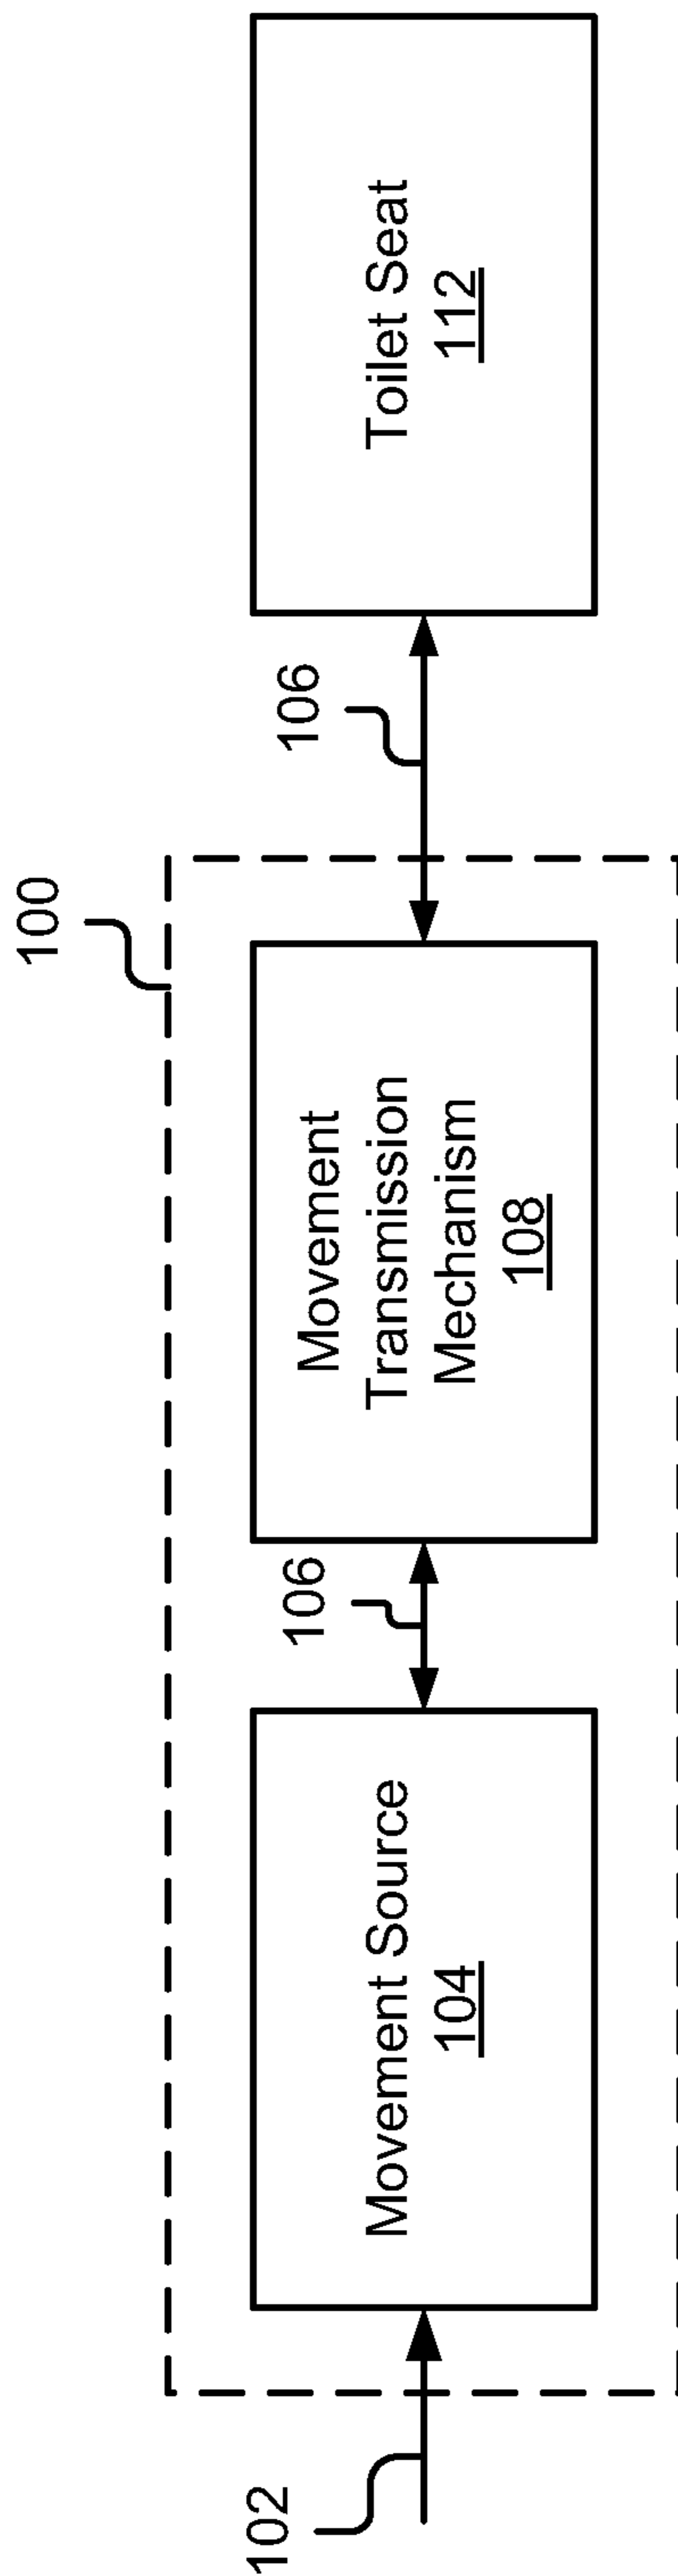 100
102
Movement Source
104
106
Movement
Transmission
Mechanism
108
106
Toilet Seat
112